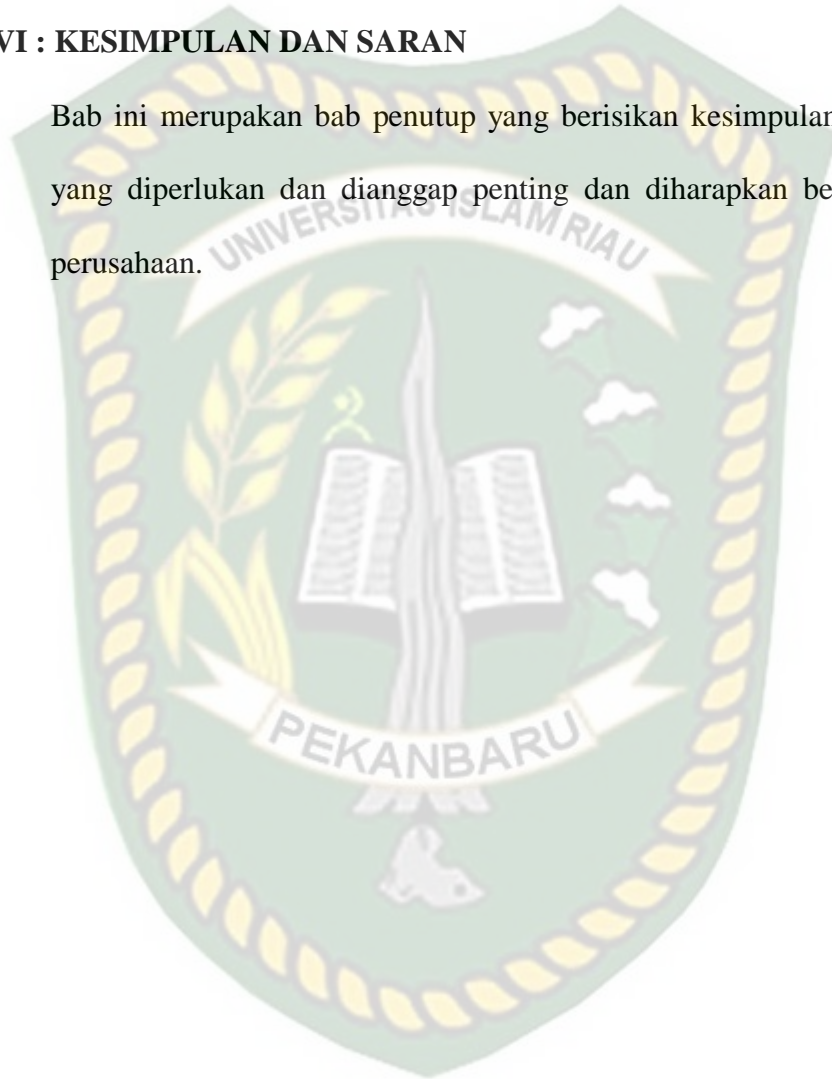 VI : KESIMPULAN DAN SARAN
Bab ini merupakan bab penutup yang berisikan kesimpulan
yang diperlukan dan dianggap penting dan diharapkan be
perusahaan.
UNIVERSITAS ISLAM RIAU
PEKANBARU